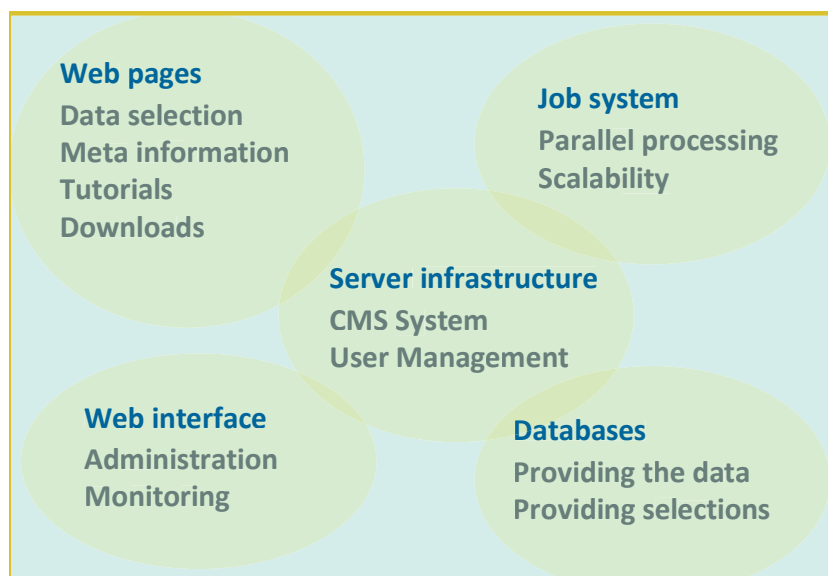 Web pages
Data selection
Meta information
Tutorials
Downloads
Job system
Parallel processing
Scalability
Server infrastructure
CMS System
User Management
Web interface
Administration
Monitoring
Databases
Providing the data
Providing selections